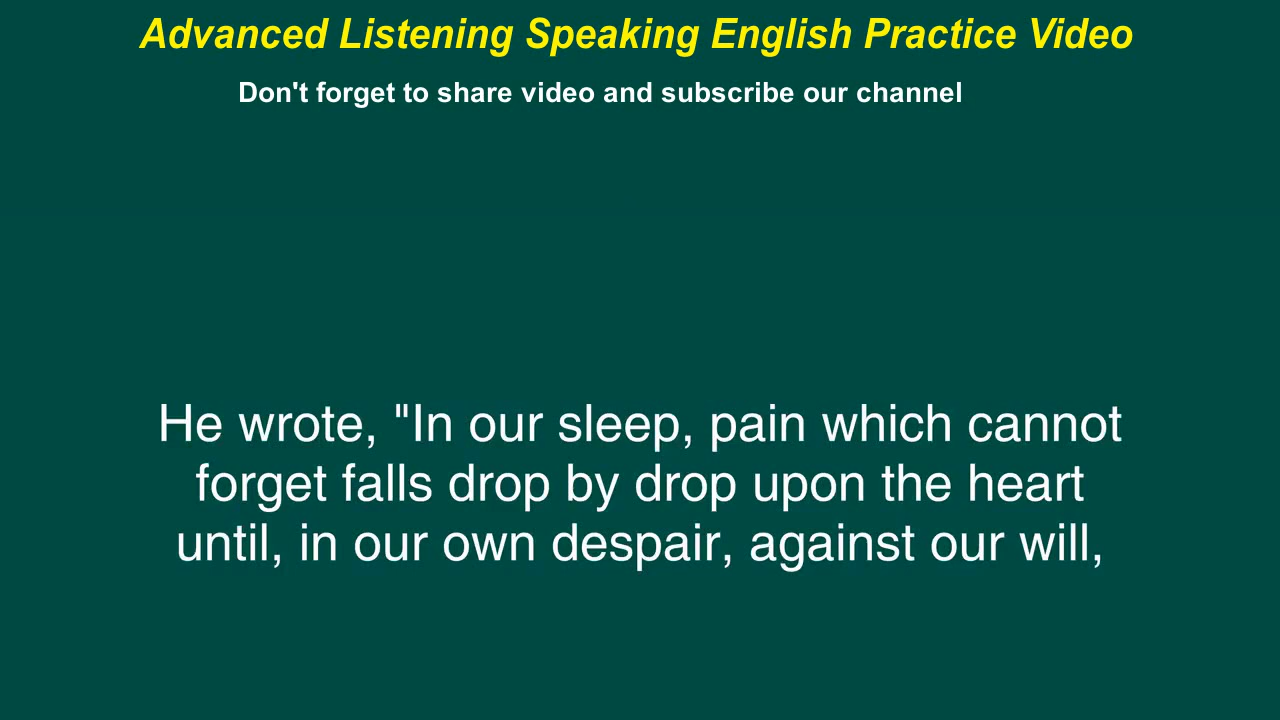 Advanced Listening Speaking English Practice Video
Don't forget to share video and subscribe our channel
He wrote, "In our sleep, pain which cannot
forget falls drop by drop upon the heart
until, in our own despair, against our will,